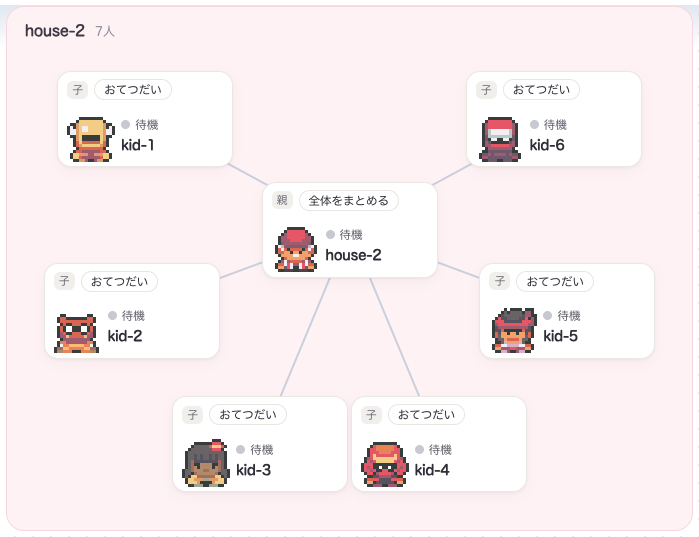 house-2 7人
子 おてつだい
待機
kid-1
子 おてつだい
待機
kid-6
親 全体をまとめる
待機
house-2
子 おてつだい
待機
kid-2
子 おてつだい
待機
kid-5
子 おてつだい
待機
kid-3
子 おてつだい
待機
kid-4